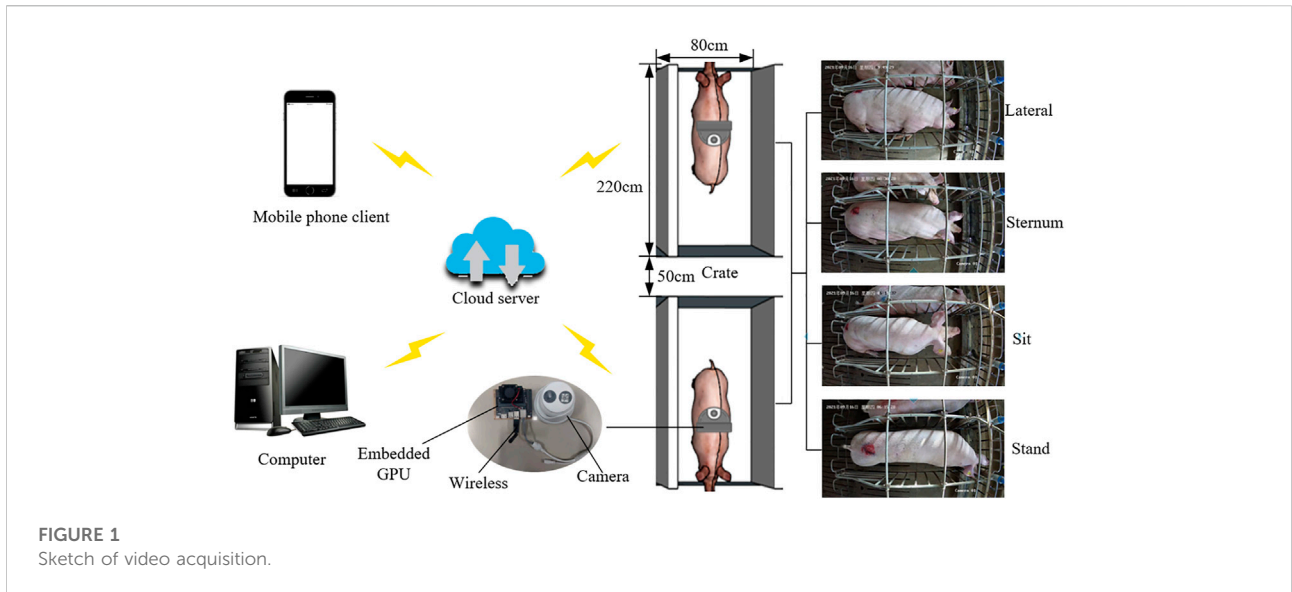 80cm
220cm
50cm
Crate
Mobile phone client
Cloud server
Computer
Embedded
GPU
Wireless
Camera
Lateral
Sternum
Sit
Stand
FIGURE 1
Sketch of video acquisition.